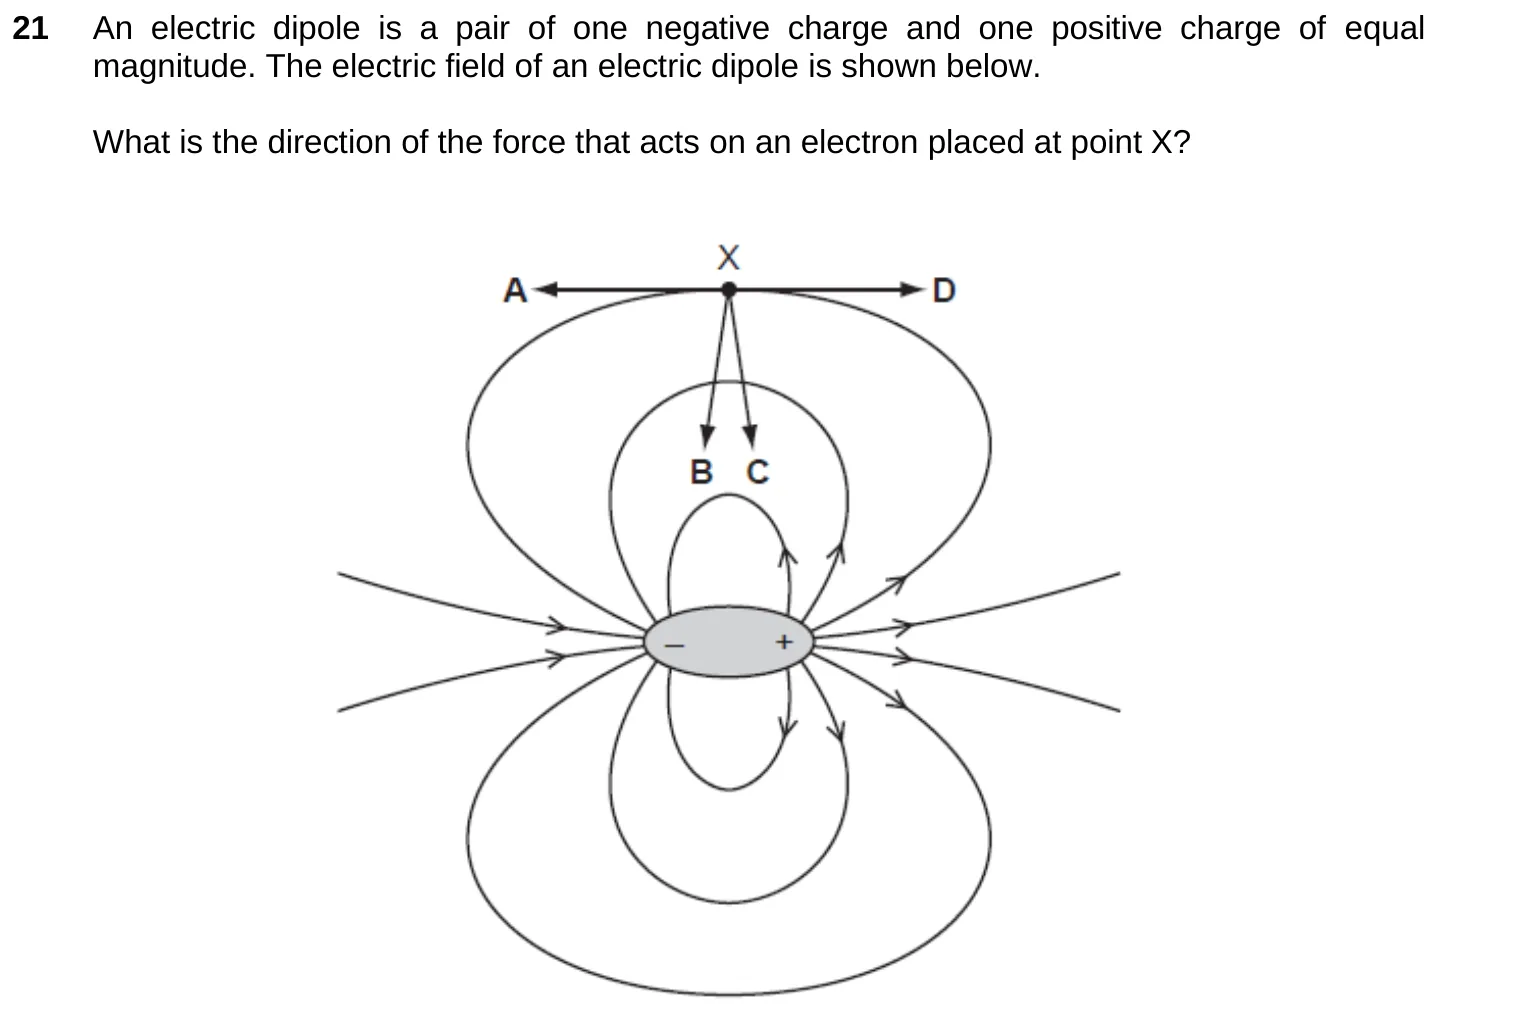 21 An electric dipole is a pair of one negative charge and one positive charge of equal
magnitude. The electric field of an electric dipole is shown below.
What is the direction of the force that acts on an electron placed at point X?
X
A D
B C
– +